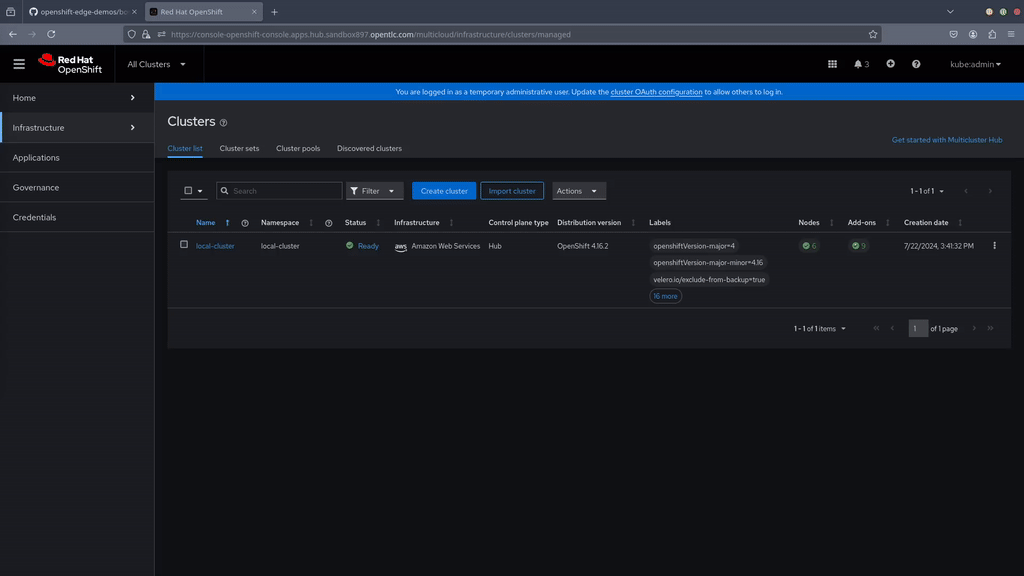 openshift-edge-demos/b
Red Hat OpenShift
https://console-openshift-console.apps.hub.sandbox897.opentlc.com/multicloud/infrastructure/clusters/managed
Red Hat
OpenShift
All Clusters
3
kube:admin
You are logged in as a temporary administrative user. Update the cluster OAuth configuration to allow others to log in.
Home
Infrastructure
Applications
Governance
Credentials
Clusters
Get started with Multicluster Hub
Cluster list Cluster sets Cluster pools Discovered clusters
Search Filter Create cluster Import cluster Actions 1-1 of 1
Name Namespace Status Infrastructure Control plane type Distribution version Labels Nodes Add-ons Creation date
local-cluster local-cluster Ready aws Amazon Web Services Hub OpenShift 4.16.2 openshiftVersion-major=4 6 9 7/22/2024, 3:41:32 PM
openshiftVersion-major-minor=4.16
velero.io/exclude-from-backup=true
16 more
1-1 of 1 items 1 of 1 page